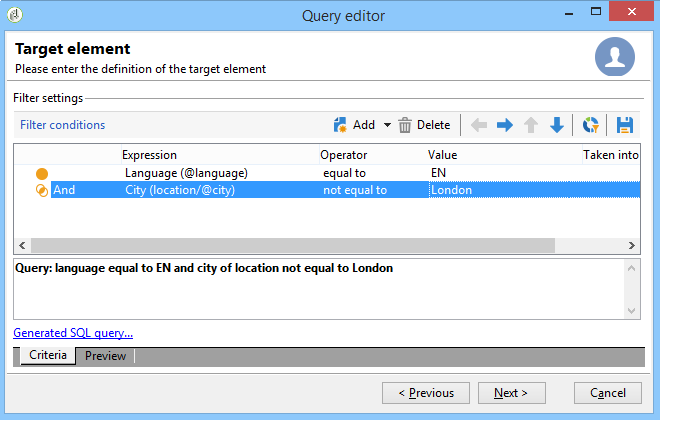 Query editor
Target element
Please enter the definition of the target element
Filter settings
Filter conditions Add Delete
Expression Operator Value Taken into
Language (@language) equal to EN
And City (location/@city) not equal to London
Query: language equal to EN and city of location not equal to London
Generated SQL query...
Criteria Preview
< Previous Next > Cancel